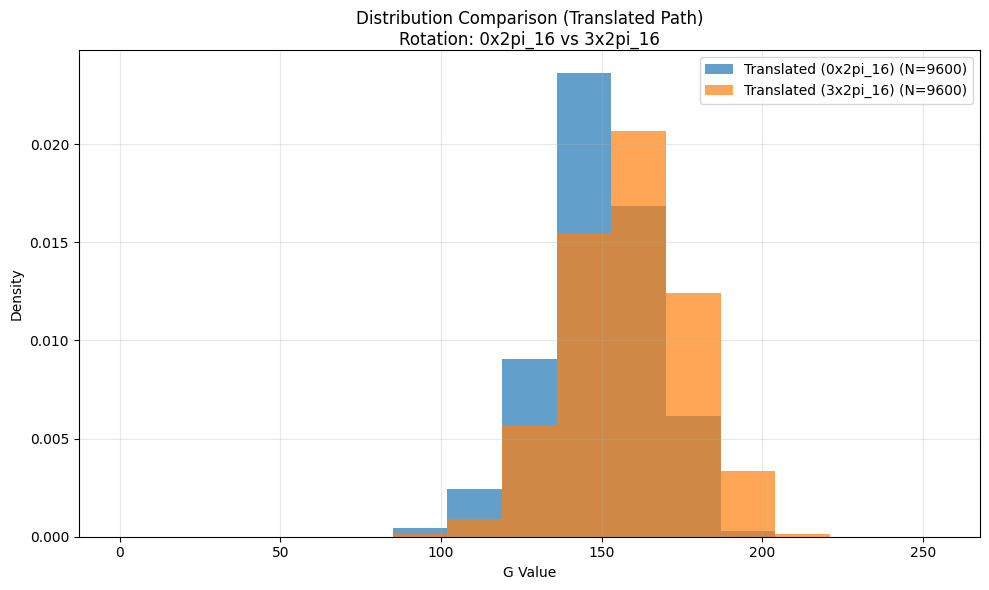 Distribution Comparison (Translated Path)
Rotation: 0x2pi_16 vs 3x2pi_16
Translated (0x2pi_16) (N=9600)
Translated (3x2pi_16) (N=9600)
Density
0.020
0.015
0.010
0.005
0.000
0 50 100 150 200 250
G Value